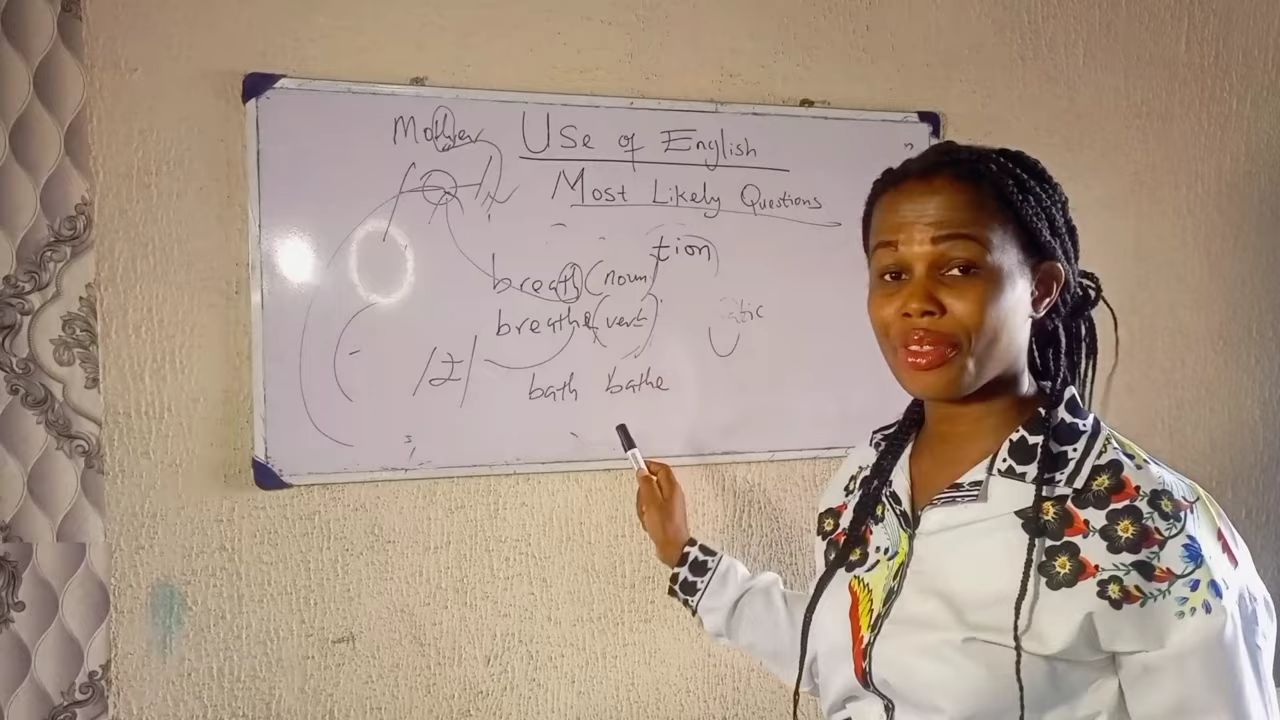 Mother Use of English
Most Likely Questions
tion
breath (noun)
breathe (verb)
bath bathe